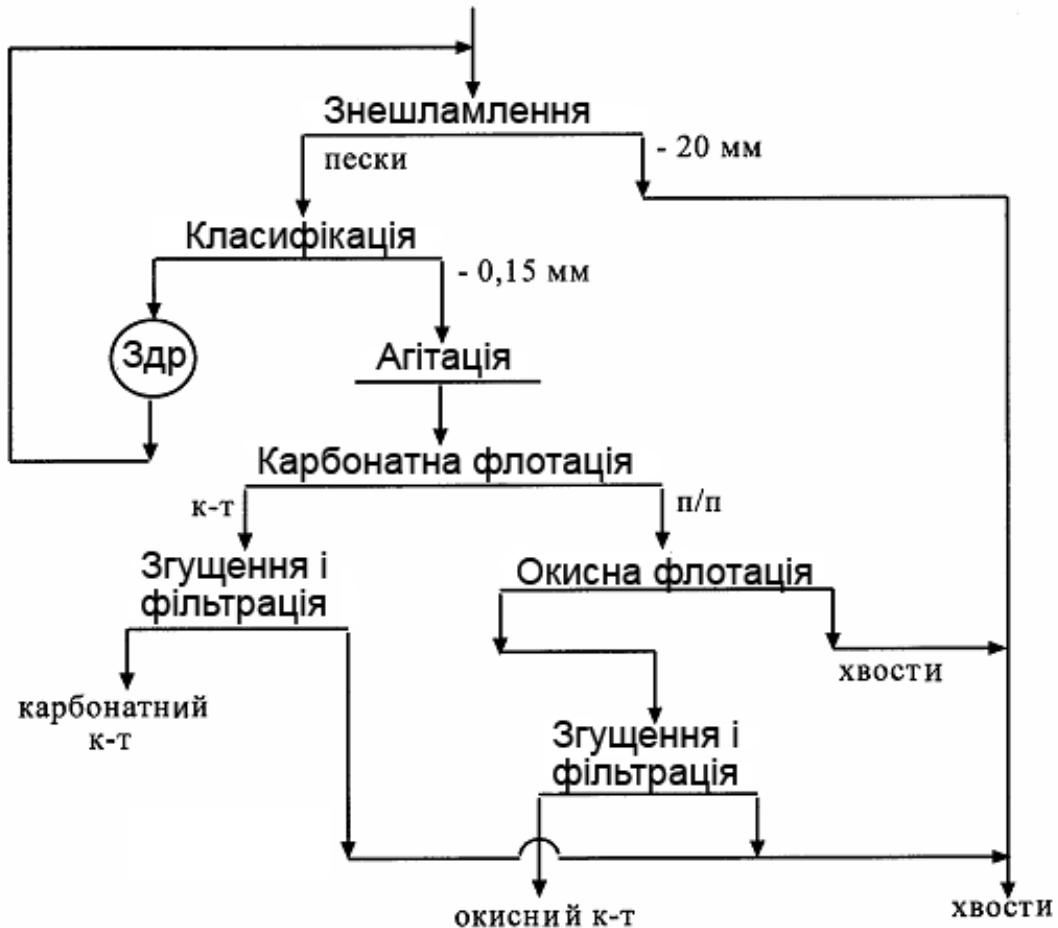 Знешламлення
пески
- 20 мм
Класифікація
- 0,15 мм
Здр
Агітація
Карбонатна флотація
к-т
п/п
Згущення і
фільтрація
Окисна флотація
хвости
карбонатний
к-т
Згущення і
фільтрація
окисний к-т
хвости